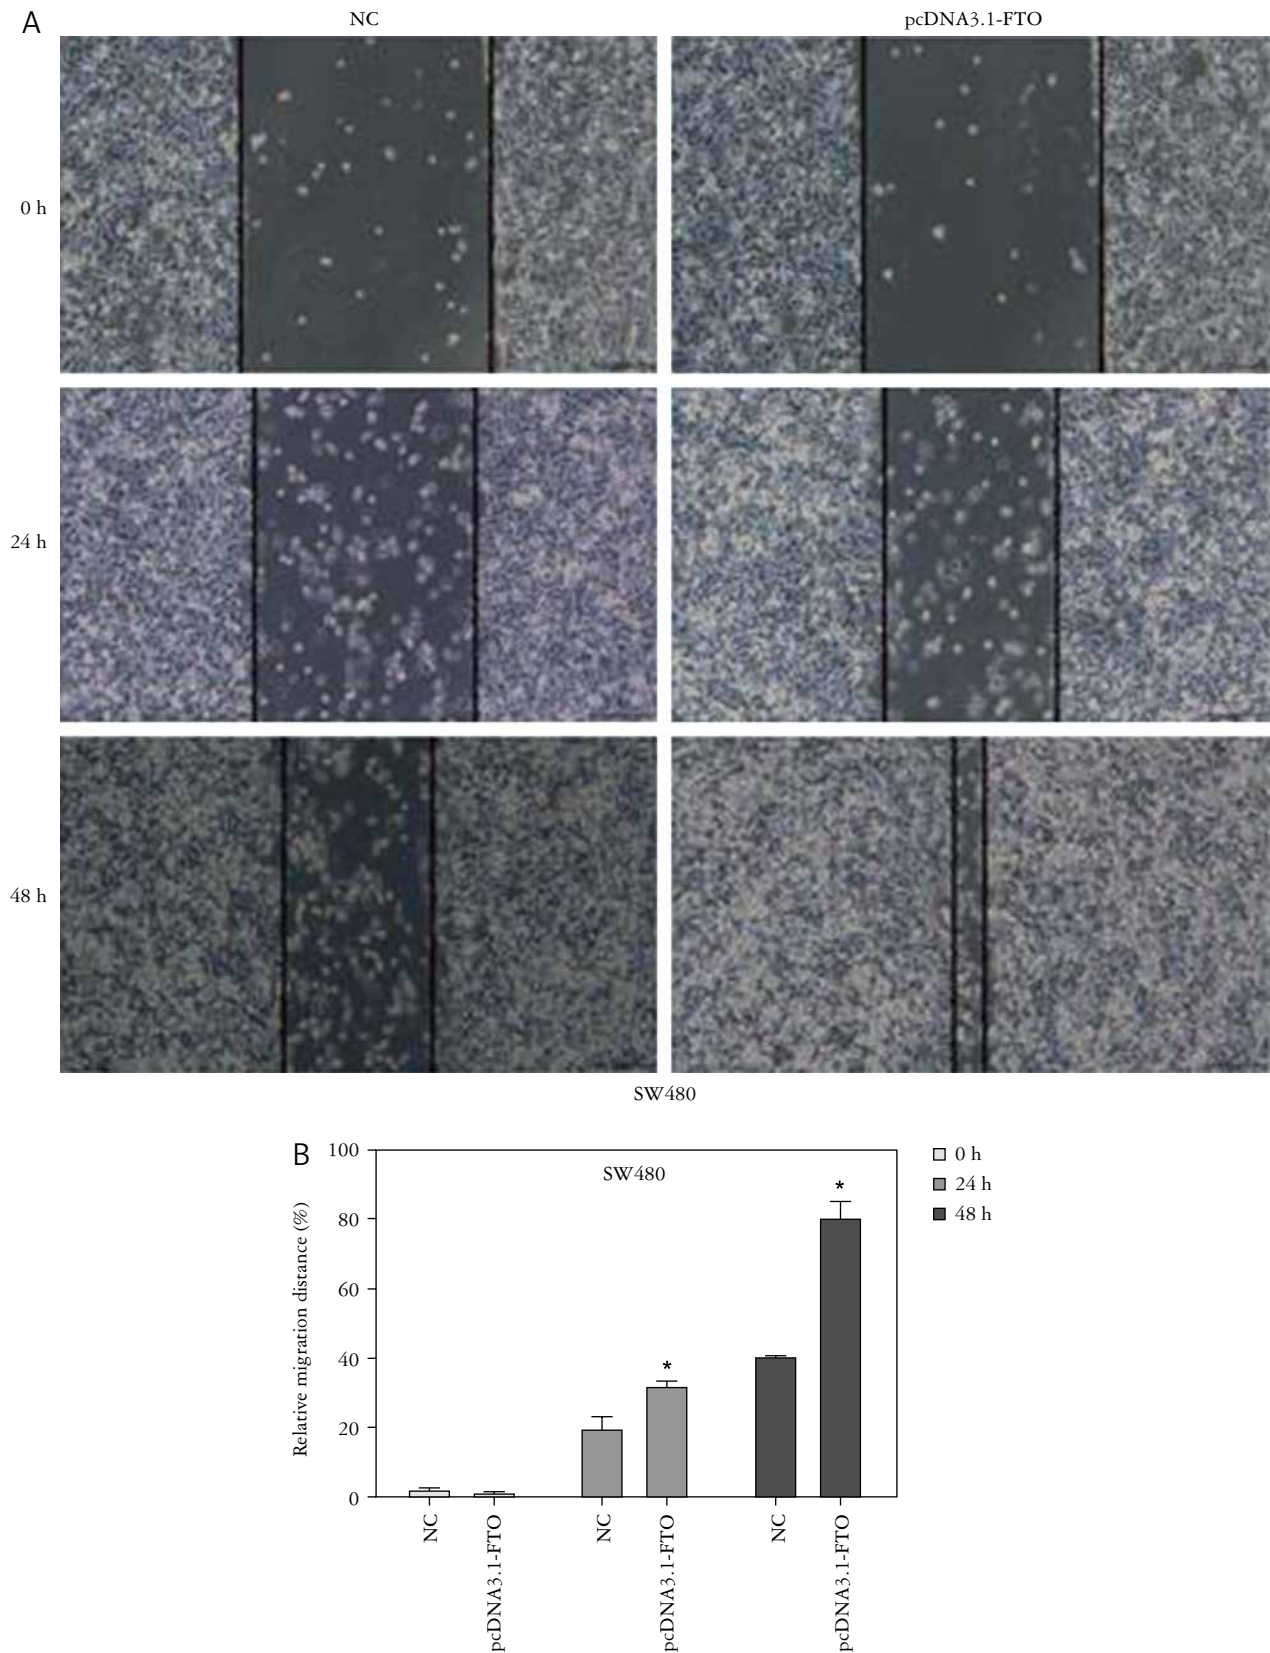 A
NC
pcDNA3.1-FTO
0 h
24 h
48 h
SW480
B
SW480
Relative migration distance (%)
100
80
60
40
20
0
*
*
NC
pcDNA3.1-FTO
NC
pcDNA3.1-FTO
NC
pcDNA3.1-FTO
0 h
24 h
48 h